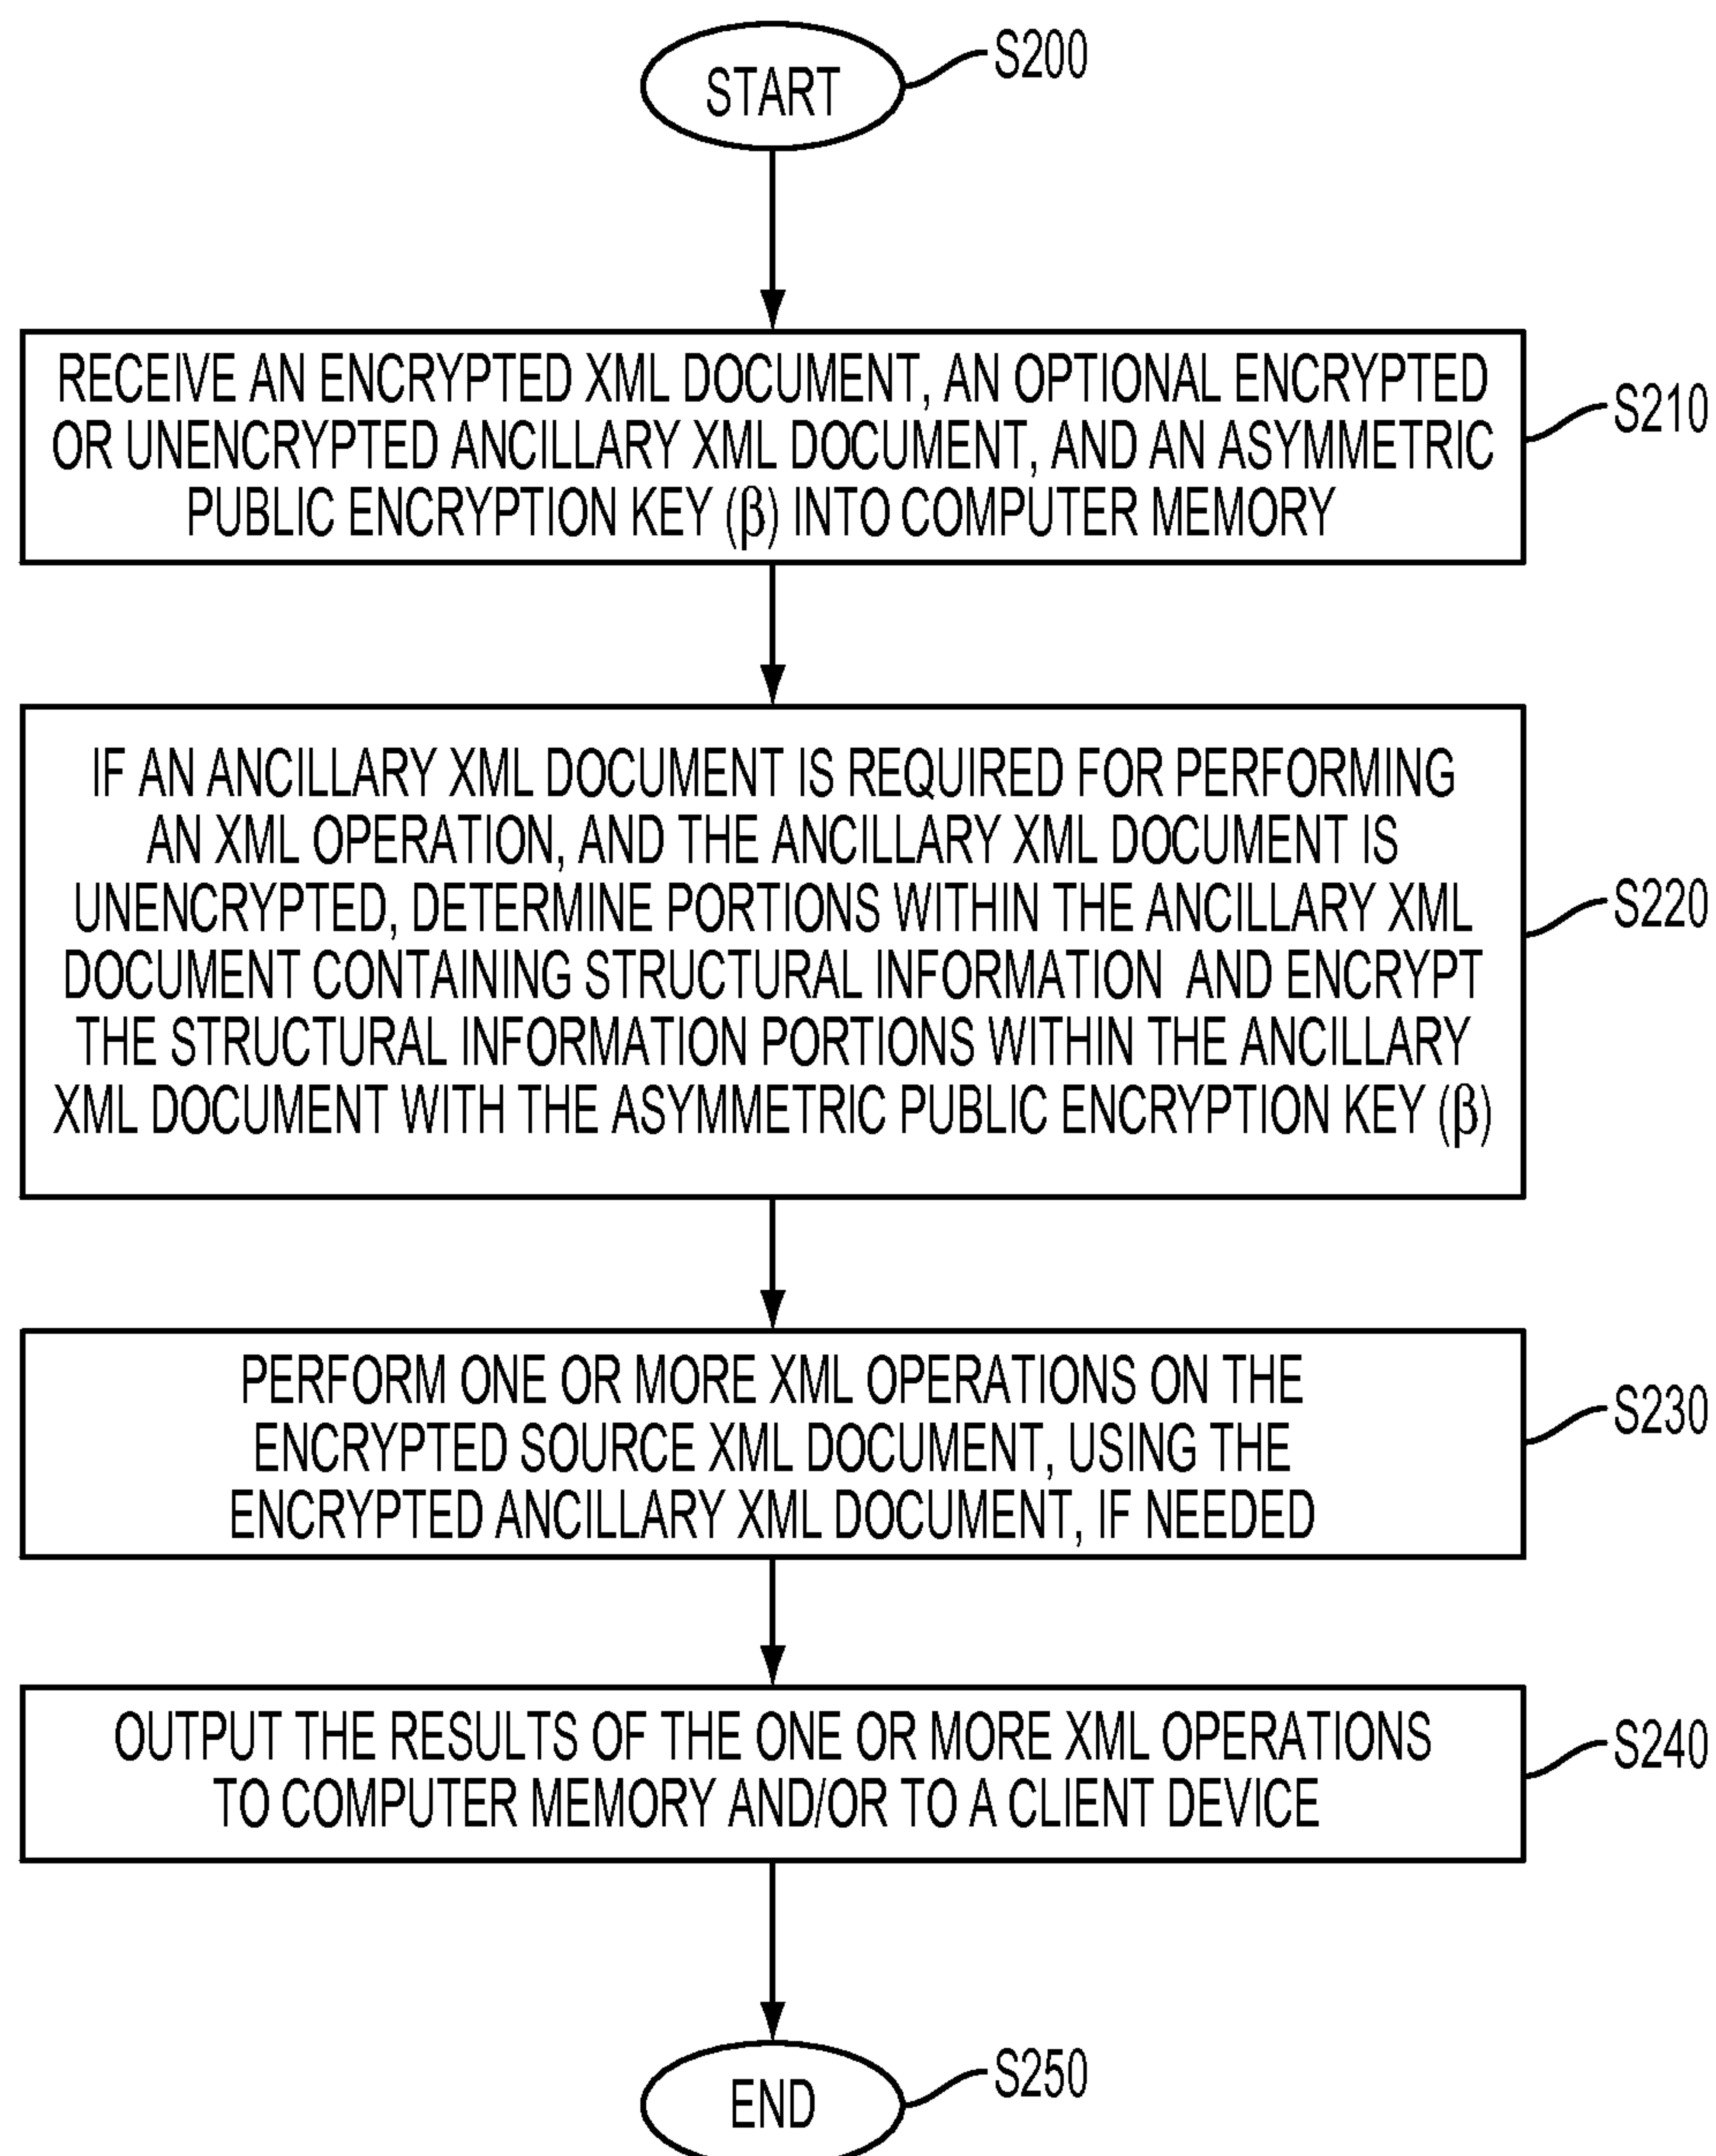 START
S200
RECEIVE AN ENCRYPTED XML DOCUMENT, AN OPTIONAL ENCRYPTED
OR UNENCRYPTED ANCILLARY XML DOCUMENT, AND AN ASYMMETRIC
PUBLIC ENCRYPTION KEY (β) INTO COMPUTER MEMORY
S210
IF AN ANCILLARY XML DOCUMENT IS REQUIRED FOR PERFORMING
AN XML OPERATION, AND THE ANCILLARY XML DOCUMENT IS
UNENCRYPTED, DETERMINE PORTIONS WITHIN THE ANCILLARY XML
DOCUMENT CONTAINING STRUCTURAL INFORMATION AND ENCRYPT
THE STRUCTURAL INFORMATION PORTIONS WITHIN THE ANCILLARY
XML DOCUMENT WITH THE ASYMMETRIC PUBLIC ENCRYPTION KEY (β)
S220
PERFORM ONE OR MORE XML OPERATIONS ON THE
ENCRYPTED SOURCE XML DOCUMENT, USING THE
ENCRYPTED ANCILLARY XML DOCUMENT, IF NEEDED
S230
OUTPUT THE RESULTS OF THE ONE OR MORE XML OPERATIONS
TO COMPUTER MEMORY AND/OR TO A CLIENT DEVICE
S240
END
S250